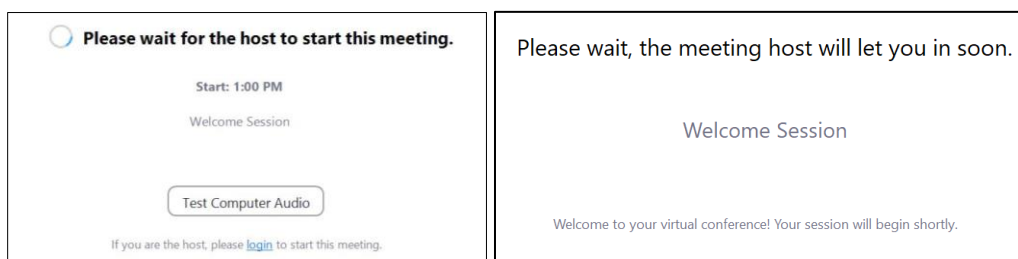 Please wait for the host to start this meeting.
Start: 1:00 PM
Welcome Session
Test Computer Audio
If you are the host, please login to start this meeting.
Please wait, the meeting host will let you in soon.
Welcome Session
Welcome to your virtual conference! Your session will begin shortly.